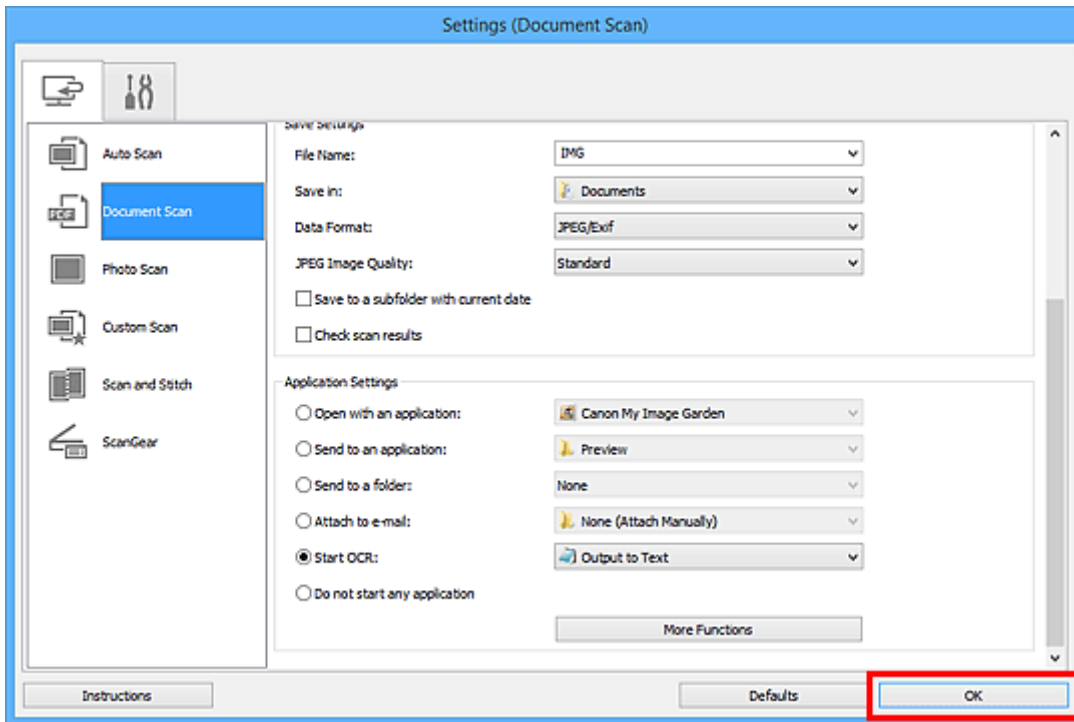 Settings (Document Scan)
Auto Scan
PDF
Document Scan
Photo Scan
Custom Scan
Scan and Stitch
ScanGear
Save Settings
File Name: IMG
Save in: Documents
Data Format: JPEG/Exif
JPEG Image Quality: Standard
Save to a subfolder with current date
Check scan results
Application Settings
Open with an application: Canon My Image Garden
Send to an application: Preview
Send to a folder: None
Attach to e-mail: None (Attach Manually)
Start OCR: Output to Text
Do not start any application
More Functions
Instructions Defaults OK